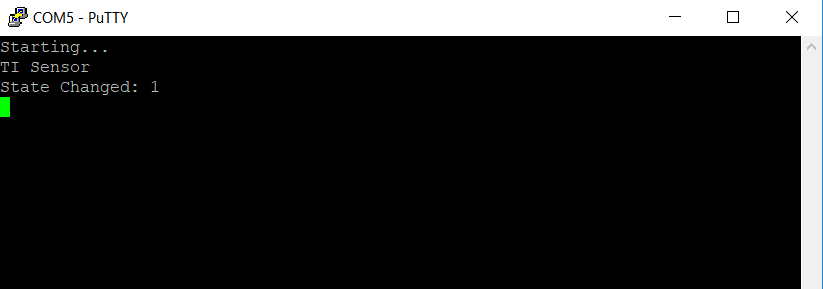 COM5 - PuTTY
Starting...
TI Sensor
State Changed: 1